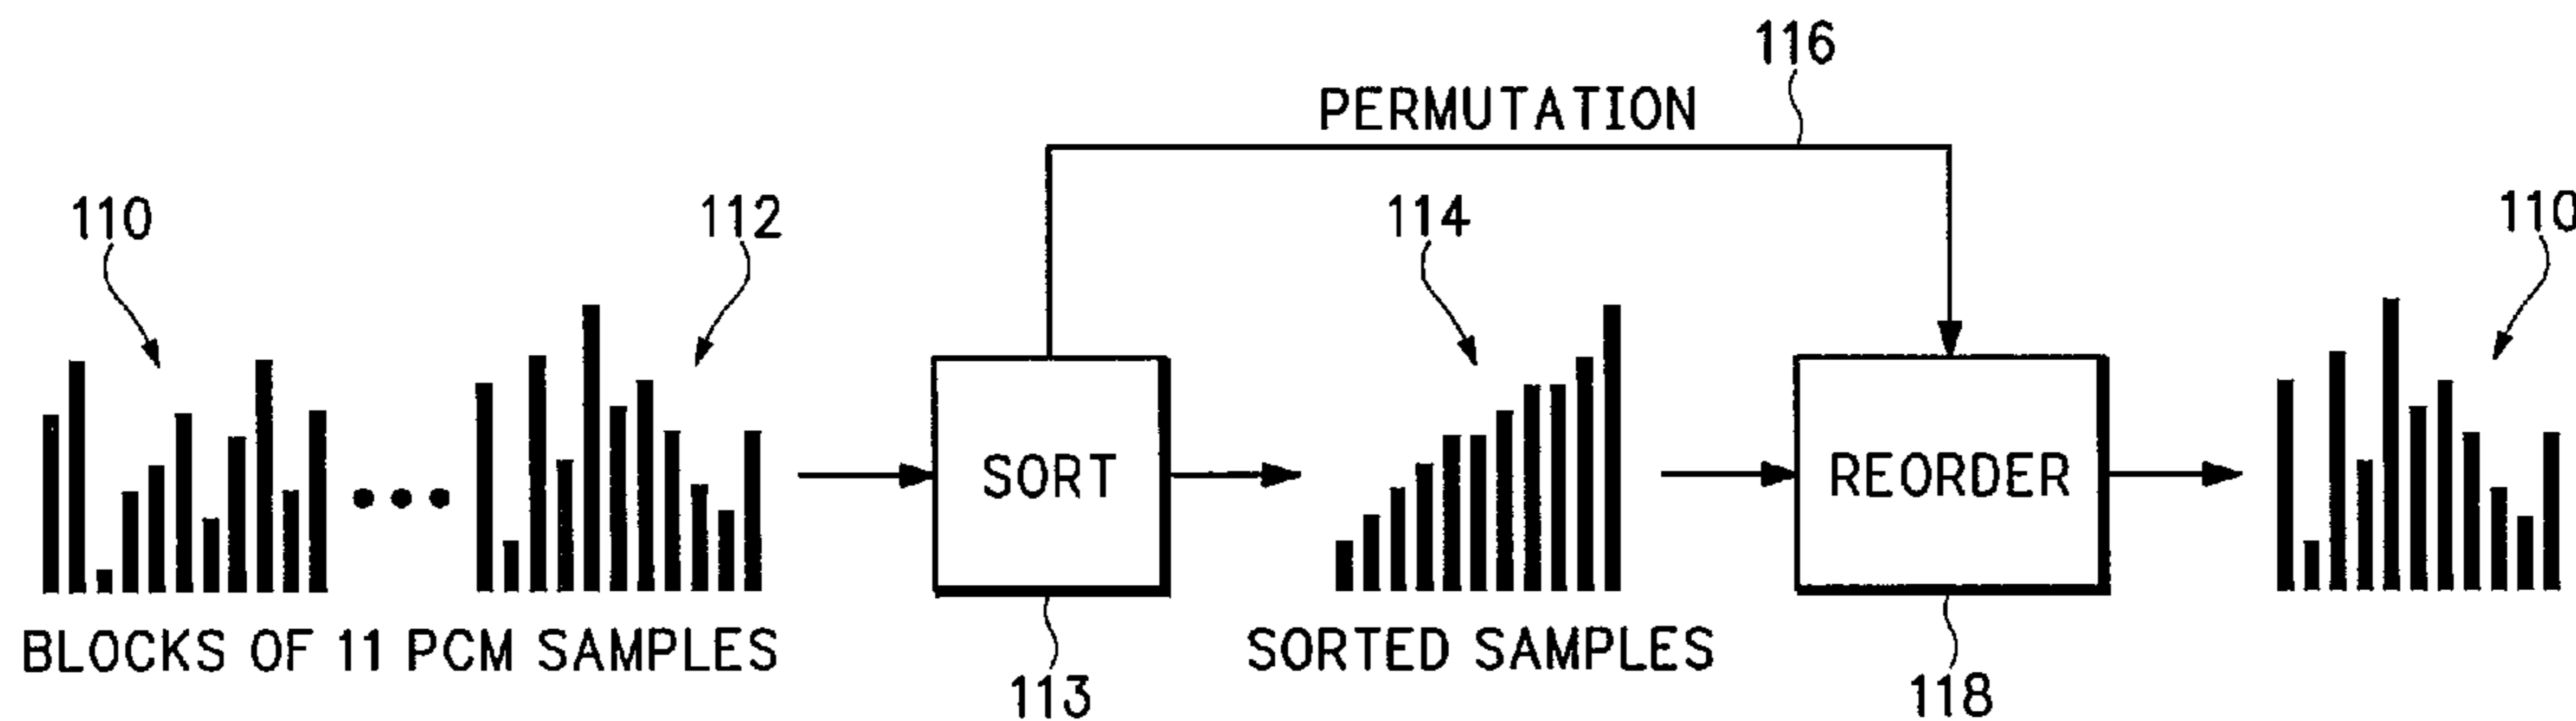 116
PERMUTATION
110
112
114
110
SORT
REORDER
BLOCKS OF 11 PCM SAMPLES
SORTED SAMPLES
113
118